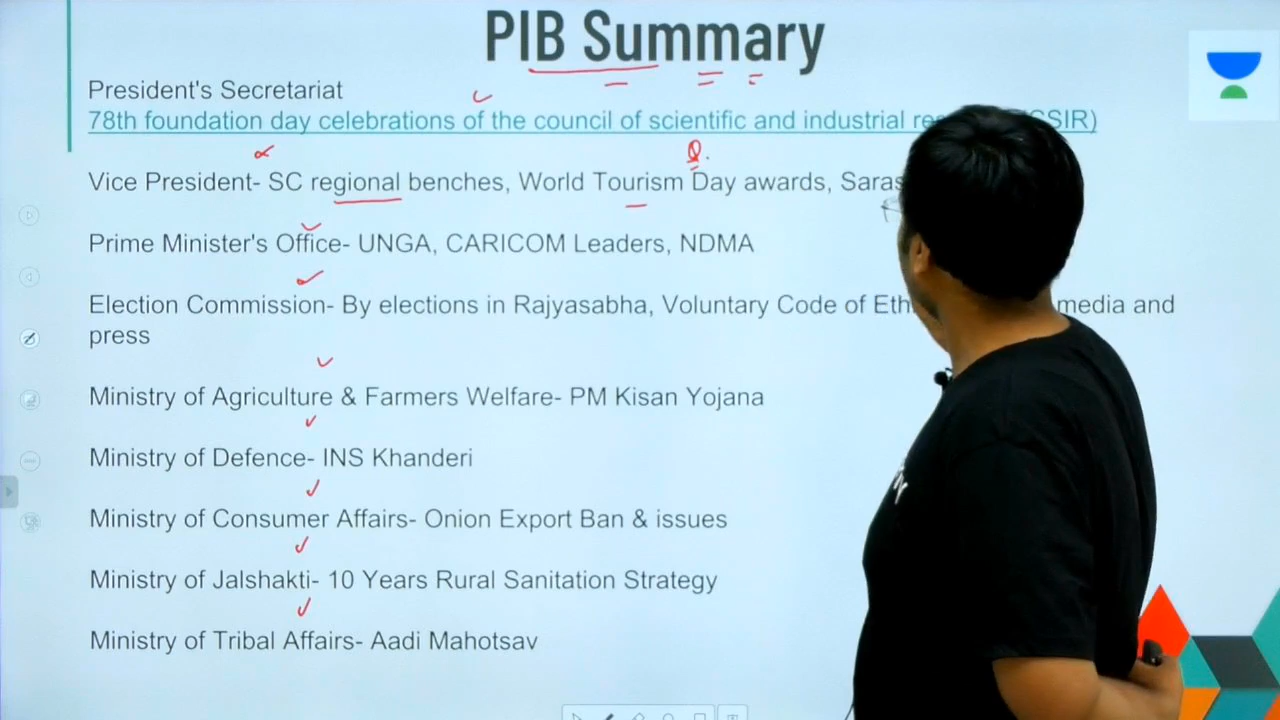 PIB Summary
President's Secretariat
78th foundation day celebrations of the council of scientific and industrial CSIR)
Vice President- SC regional benches, World Tourism Day awards,
Q.
Prime Minister's Office- UNGA, CARICOM Leaders, NDMA
Election Commission- By elections in Rajyasabha, Voluntary Code of media and
press
Ministry of Agriculture & Farmers Welfare- PM Kisan Yojana
Ministry of Defence- INS Khanderi
Ministry of Consumer Affairs- Onion Export Ban & issues
Ministry of Jalshakti- 10 Years Rural Sanitation Strategy
Ministry of Tribal Affairs- Aadi Mahotsav